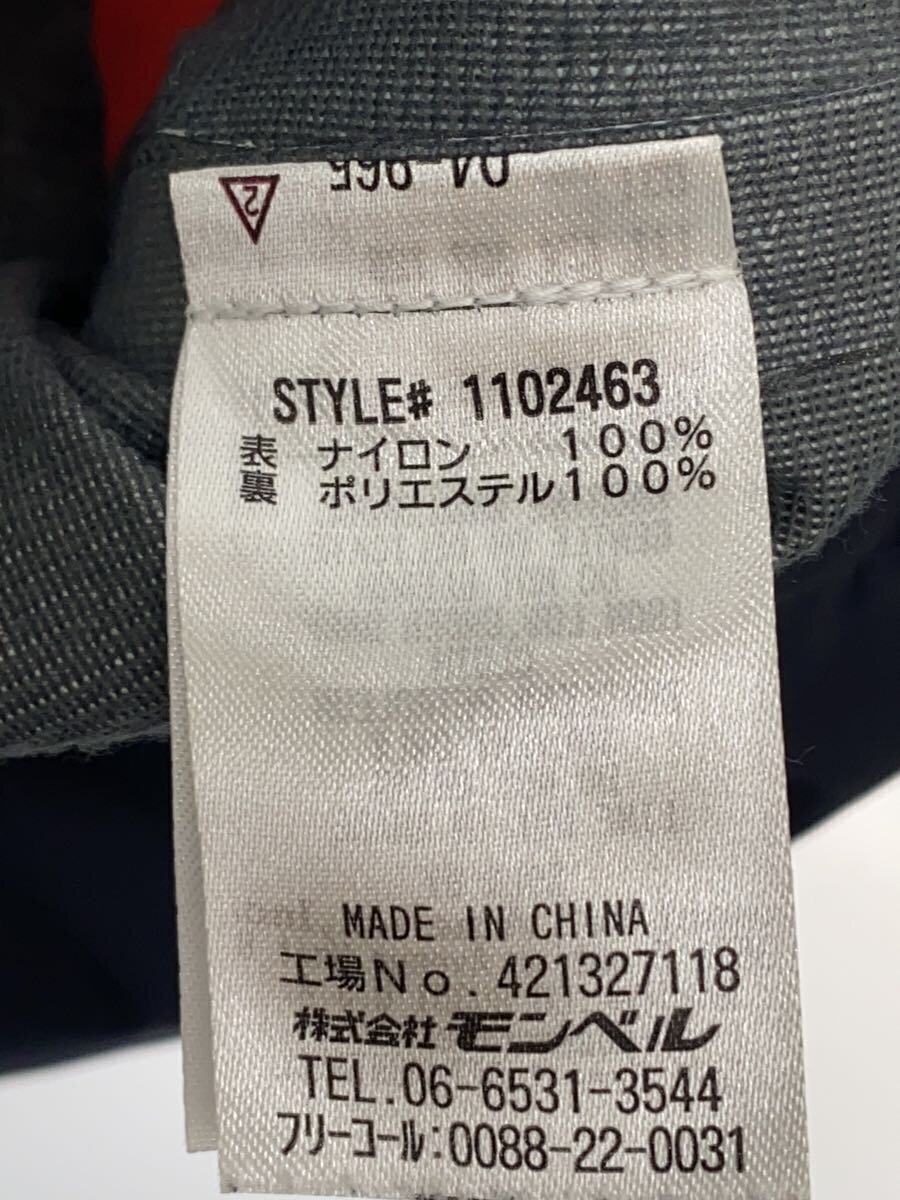 2
STYLE# 1102463
表 ナイロン 100%
裏 ポリエステル100%
MADE IN CHINA
工場No.421327118
株式会社モンベル
TEL.06-6531-3544
フリーコール:0088-22-0031